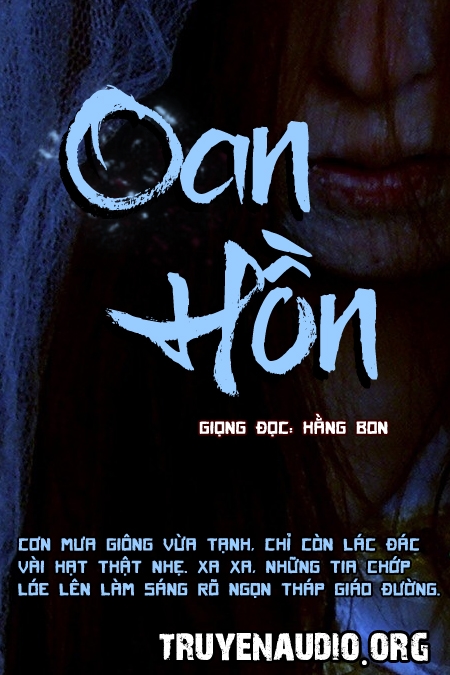 Oan
Hồn
GIỌNG ĐỌC: HẰNG BON
CƠN MƯA GIÔNG VỪA TẠNH, CHỈ CÒN LÁC ĐÁC
VÀI HẠT THẬT NHẸ. XA XA, NHỮNG TIA CHỚP
LÓE LÊN LÀM SÁNG RÕ NGỌN THÁP GIÁO ĐƯỜNG.
TRUYENAUDIO.ORG